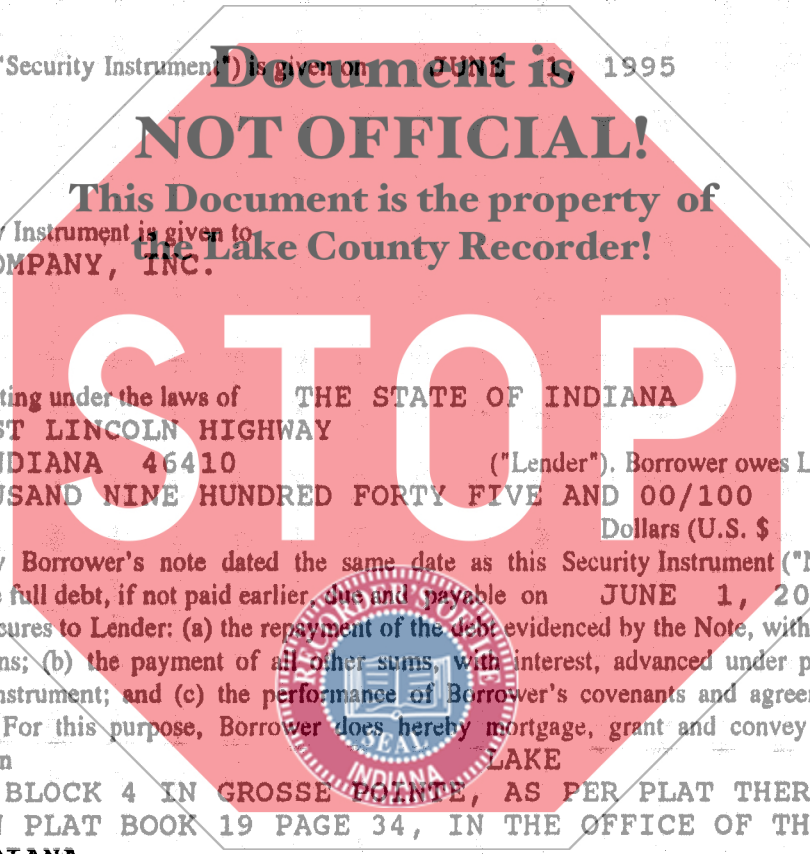 "Security Instrument") is given on JUNE 1, 1995
Document is
NOT OFFICIAL!
This Document is the property of
the Lake County Recorder!
y Instrument is given to
OMPANY, INC.
STOP
ting under the laws of THE STATE OF INDIANA
ST LINCOLN HIGHWAY
NDIANA 46410 ("Lender"). Borrower owes L
USAND NINE HUNDRED FORTY FIVE AND 00/100
Dollars (U.S. $
y Borrower's note dated the same date as this Security Instrument ("N
e full debt, if not paid earlier, due and payable on JUNE 1, 20
cures to Lender: (a) the repayment of the debt evidenced by the Note, with
ns; (b) the payment of all other sums, with interest, advanced under p
nstrument; and (c) the performance of Borrower's covenants and agree
For this purpose, Borrower does hereby mortgage, grant and convey
n LAKE
BLOCK 4 IN GROSSE POINTE, AS PER PLAT THER
N PLAT BOOK 19 PAGE 34, IN THE OFFICE OF TH
DIANA
SEAL
INDIANA